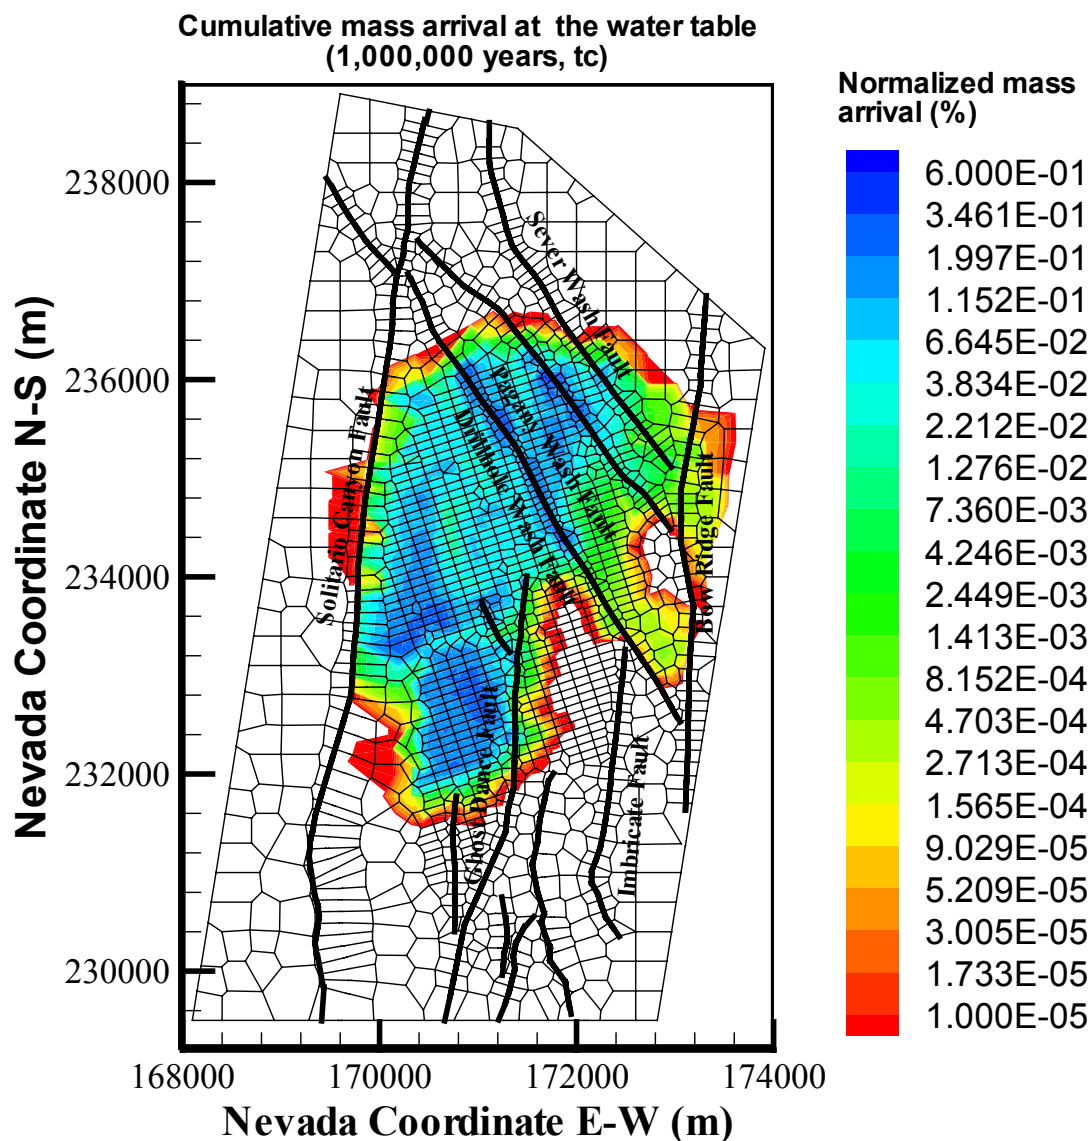 Cumulative mass arrival at the water table
(1,000,000 years, tc)
Normalized mass
arrival (%)
6.000E-01
3.461E-01
1.997E-01
1.152E-01
6.645E-02
3.834E-02
2.212E-02
1.276E-02
7.360E-03
4.246E-03
2.449E-03
1.413E-03
8.152E-04
4.703E-04
2.713E-04
1.565E-04
9.029E-05
5.209E-05
3.005E-05
1.733E-05
1.000E-05
Nevada Coordinate N-S (m)
238000
236000
234000
232000
230000
Sever Wash Fault
Pagany Wash Fault
Drillhole Wash Fault
Solitario Canyon Fault
Bow Ridge Fault
Ghost Dance Fault
Imbricate Fault
168000
170000
172000
174000
Nevada Coordinate E-W (m)